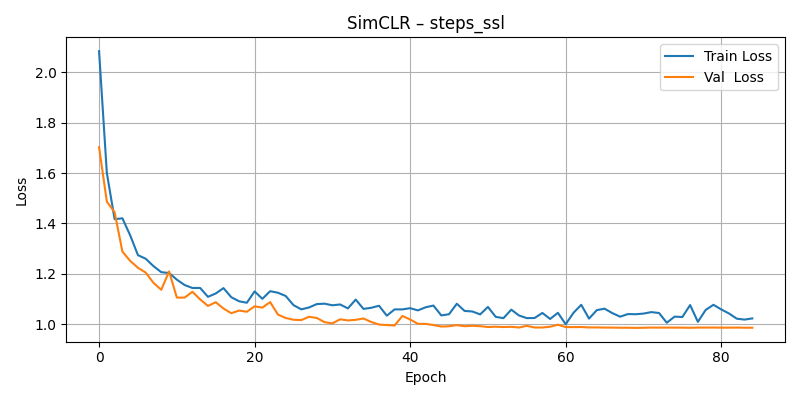 SimCLR – steps_ssl
Train Loss
Val  Loss
Loss
2.0
1.8
1.6
1.4
1.2
1.0
0 20 40 60 80
Epoch